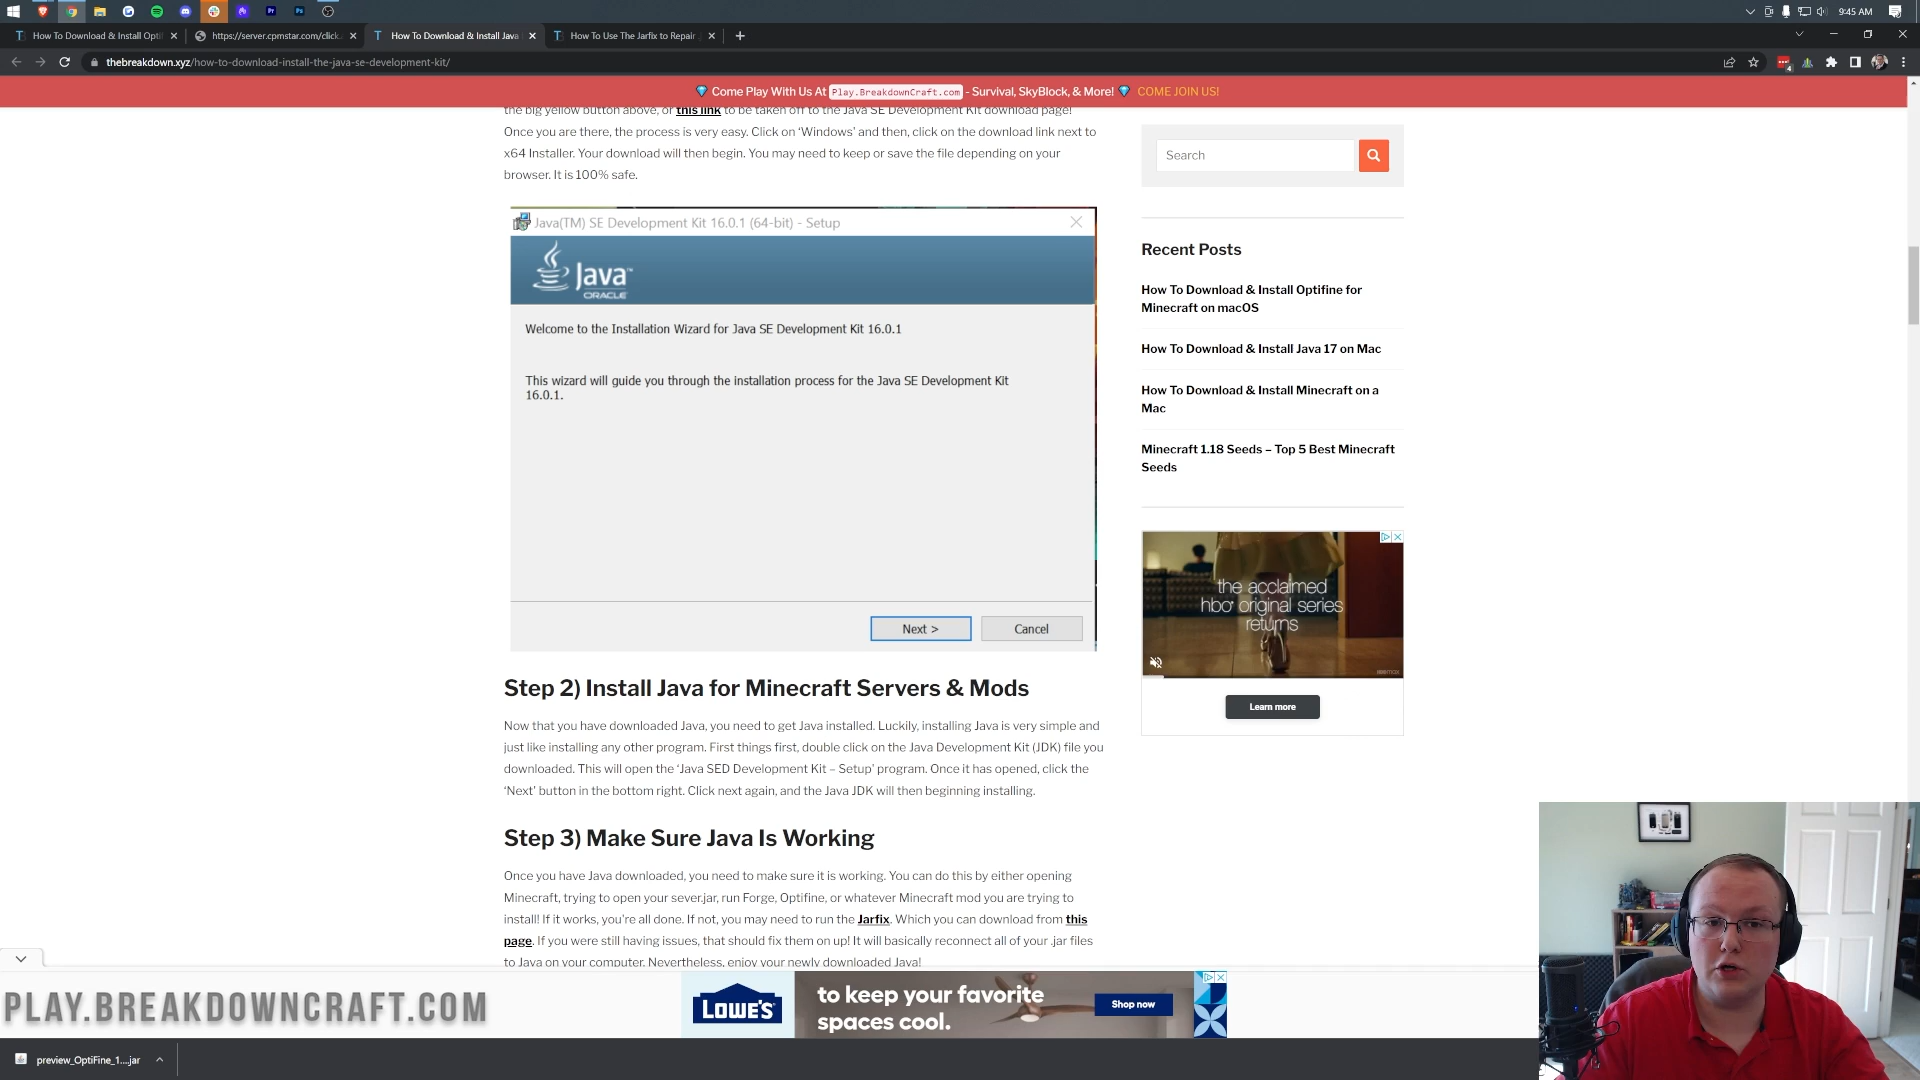 9:45 AM
How To Download & Install Opti
https://server.cpmstar.com/click.
How To Download & Install Java
How To Use The Jarfix to Repair
thebreakdown.xyz/how-to-download-install-the-java-se-development-kit/
Come Play With Us At Play.BreakdownCraft.com - Survival, SkyBlock, & More! COME JOIN US!
the big yellow button above, or this link to be taken off to the Java SE Development Kit download page!
Once you are there, the process is very easy. Click on ‘Windows’ and then, click on the download link next to
x64 Installer. Your download will then begin. You may need to keep or save the file depending on your
browser. It is 100% safe.
Java(TM) SE Development Kit 16.0.1 (64-bit) - Setup
Java™
ORACLE
Welcome to the Installation Wizard for Java SE Development Kit 16.0.1
This wizard will guide you through the installation process for the Java SE Development Kit
16.0.1.
Next >
Cancel
Step 2) Install Java for Minecraft Servers & Mods
Now that you have downloaded Java, you need to get Java installed. Luckily, installing Java is very simple and
just like installing any other program. First things first, double click on the Java Development Kit (JDK) file you
downloaded. This will open the ‘Java SED Development Kit – Setup’ program. Once it has opened, click the
‘Next’ button in the bottom right. Click next again, and the Java JDK will then beginning installing.
Step 3) Make Sure Java Is Working
Once you have Java downloaded, you need to make sure it is working. You can do this by either opening
Minecraft, trying to open your sever.jar, run Forge, Optifine, or whatever Minecraft mod you are trying to
install! If it works, you're all done. If not, you may need to run the Jarfix. Which you can download from this
page. If you were still having issues, that should fix them on up! It will basically reconnect all of your .jar files
to Java on your computer. Nevertheless, enjoy your newly downloaded Java!
Search
Recent Posts
How To Download & Install Optifine for
Minecraft on macOS
How To Download & Install Java 17 on Mac
How To Download & Install Minecraft on a
Mac
Minecraft 1.18 Seeds – Top 5 Best Minecraft
Seeds
the acclaimed
hbo original series
returns
Learn more
PLAY.BREAKDOWNCRAFT.COM
LOWE'S
to keep your favorite
spaces cool.
Shop now
preview_OptiFine_1....jar